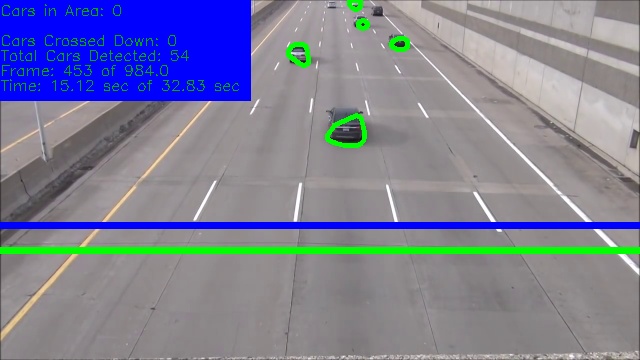 Cars in Area: 0
Cars Crossed Down: 0
Total Cars Detected: 54
Frame: 453 of 984.0
Time: 15.12 sec of 32.83 sec